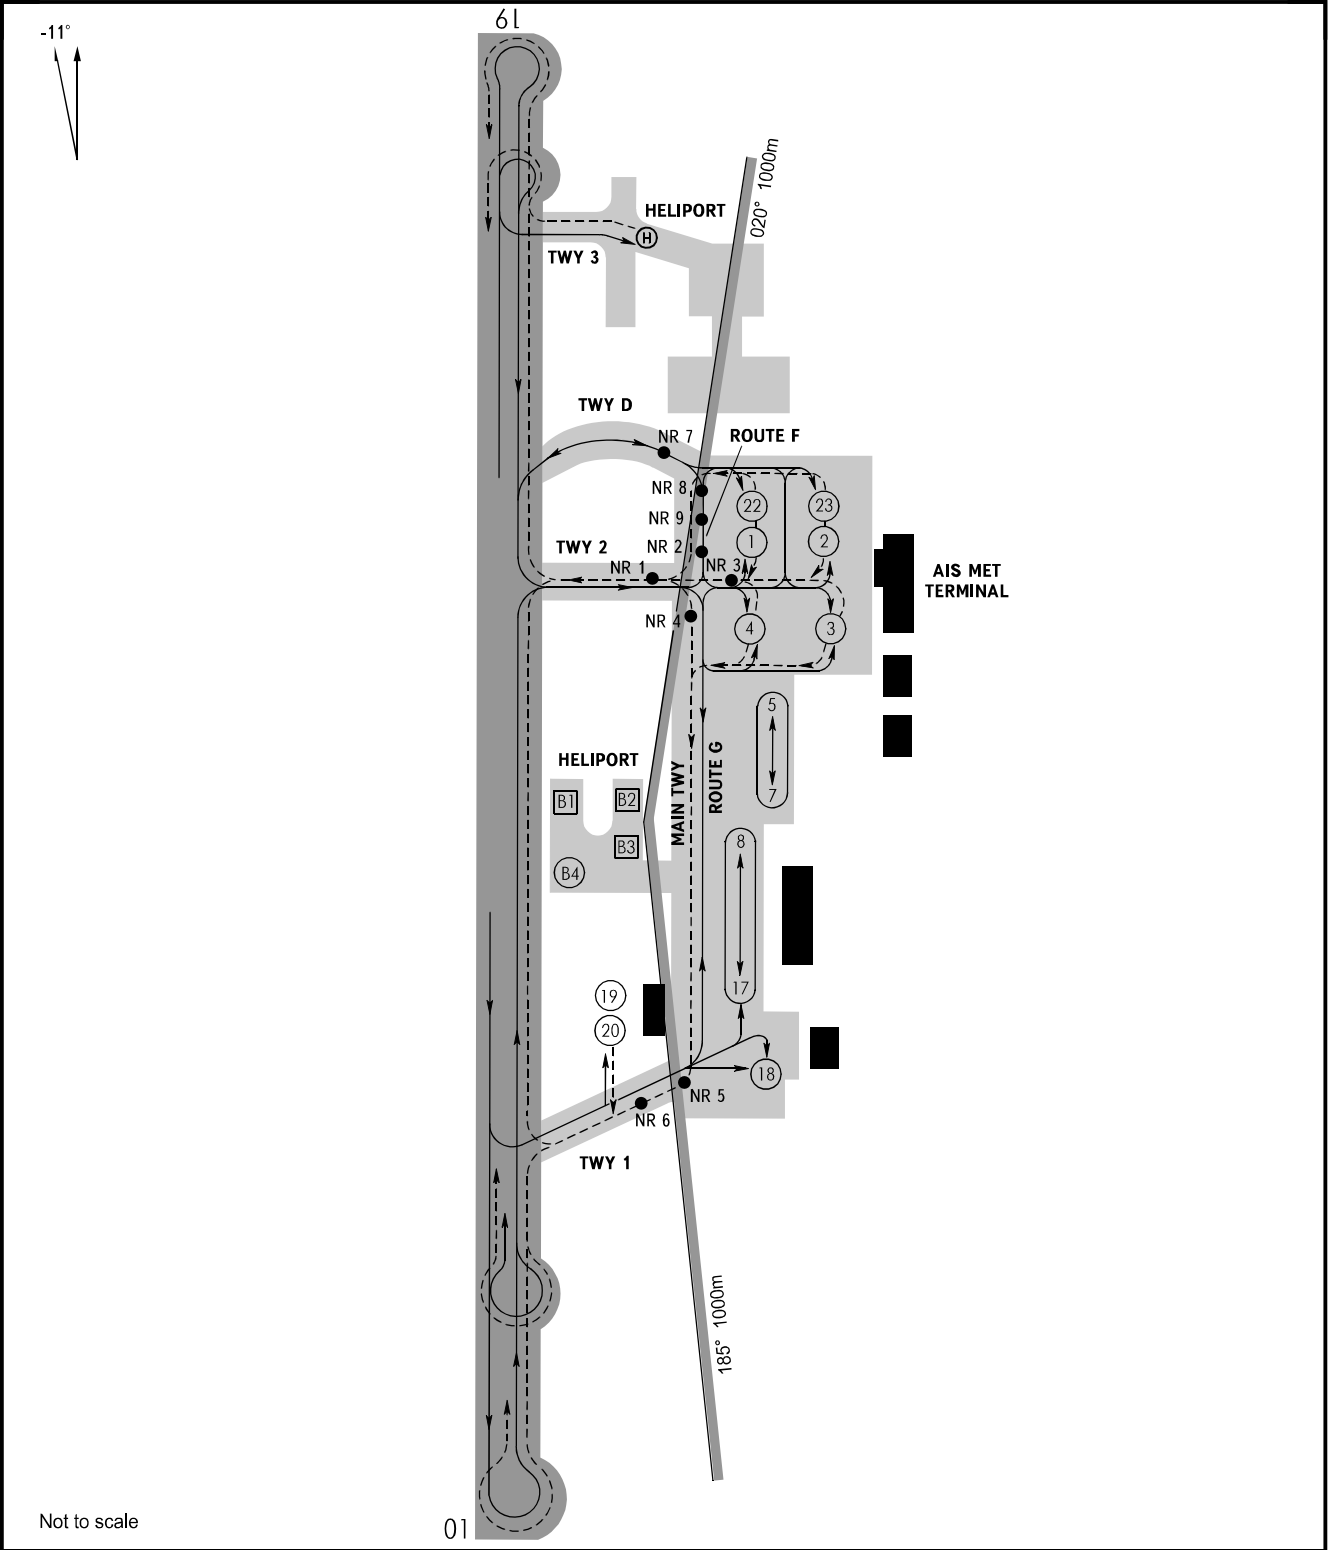 19
-11°
020° 1000m
HELIPORT
H
TWY 3
TWY D
NR 7
ROUTE F
NR 8
22
23
NR 9
TWY 2
NR 2
1
2
NR 1
NR 3
AIS MET
TERMINAL
NR 4
4
3
5
HELIPORT
MAIN TWY
ROUTE G
7
B1
B2
B3
8
B4
19
17
20
18
NR 5
NR 6
TWY 1
185° 1000m
Not to scale
01